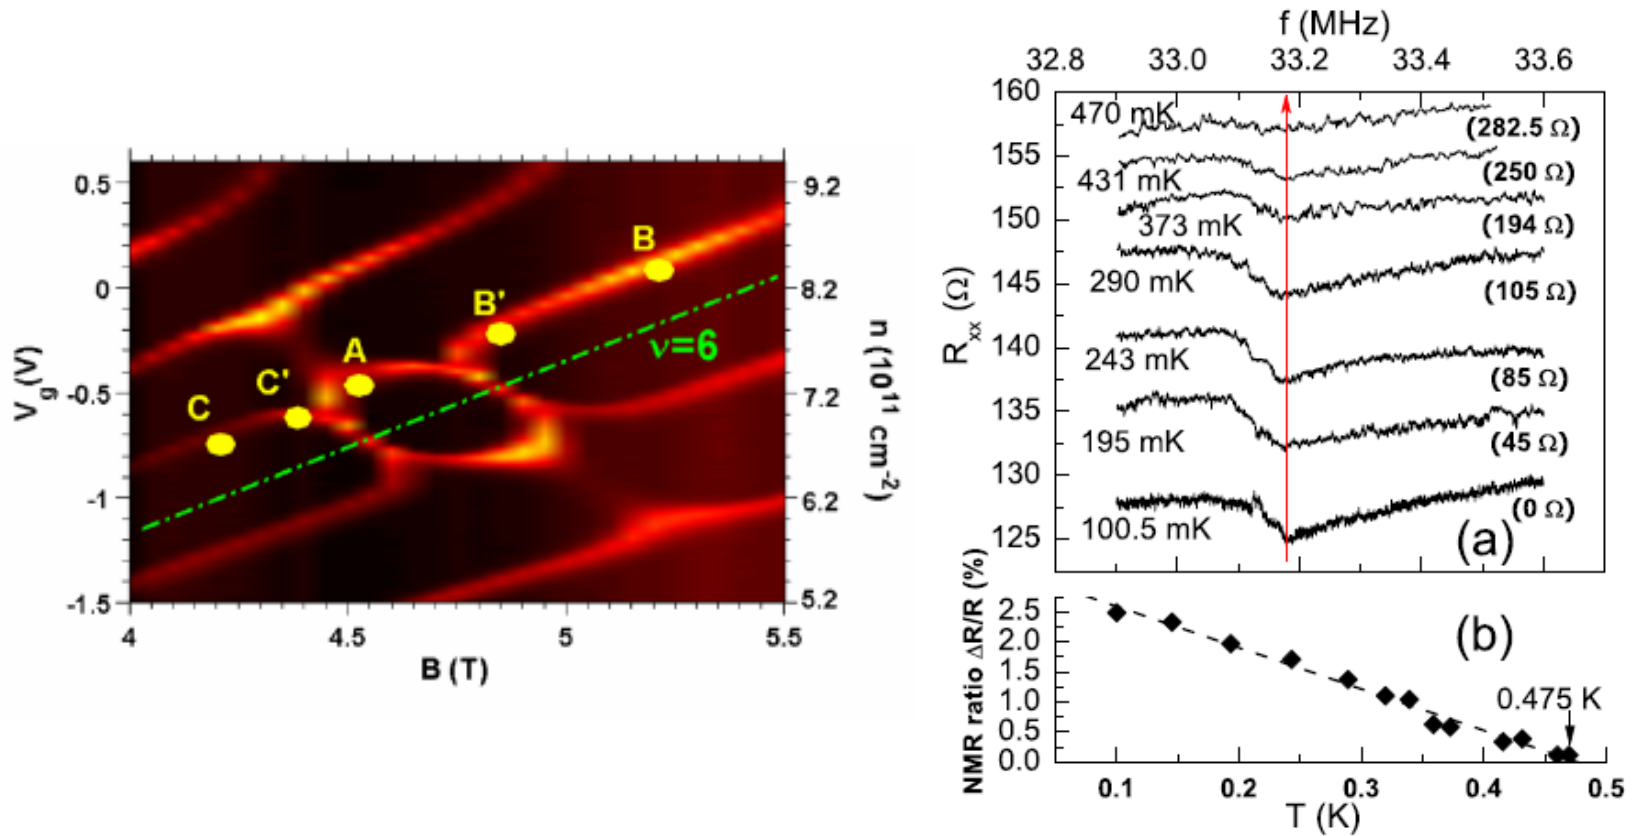 0.5
0
-0.5
-1
-1.5
V_g (V)
4
4.5
5
5.5
B (T)
9.2
8.2
7.2
6.2
5.2
n (10^11 cm^-2)
B
B'
A
C'
C
ν=6
f (MHz)
32.8 33.0 33.2 33.4 33.6
160
155
150
145
140
135
130
125
R_xx (Ω)
470 mK (282.5 Ω)
431 mK (250 Ω)
373 mK (194 Ω)
290 mK (105 Ω)
243 mK (85 Ω)
195 mK (45 Ω)
100.5 mK (0 Ω)
(a)
NMR ratio ΔR/R (%)
2.5
2.0
1.5
1.0
0.5
0.0
(b)
0.475 K
0.1 0.2 0.3 0.4 0.5
T (K)